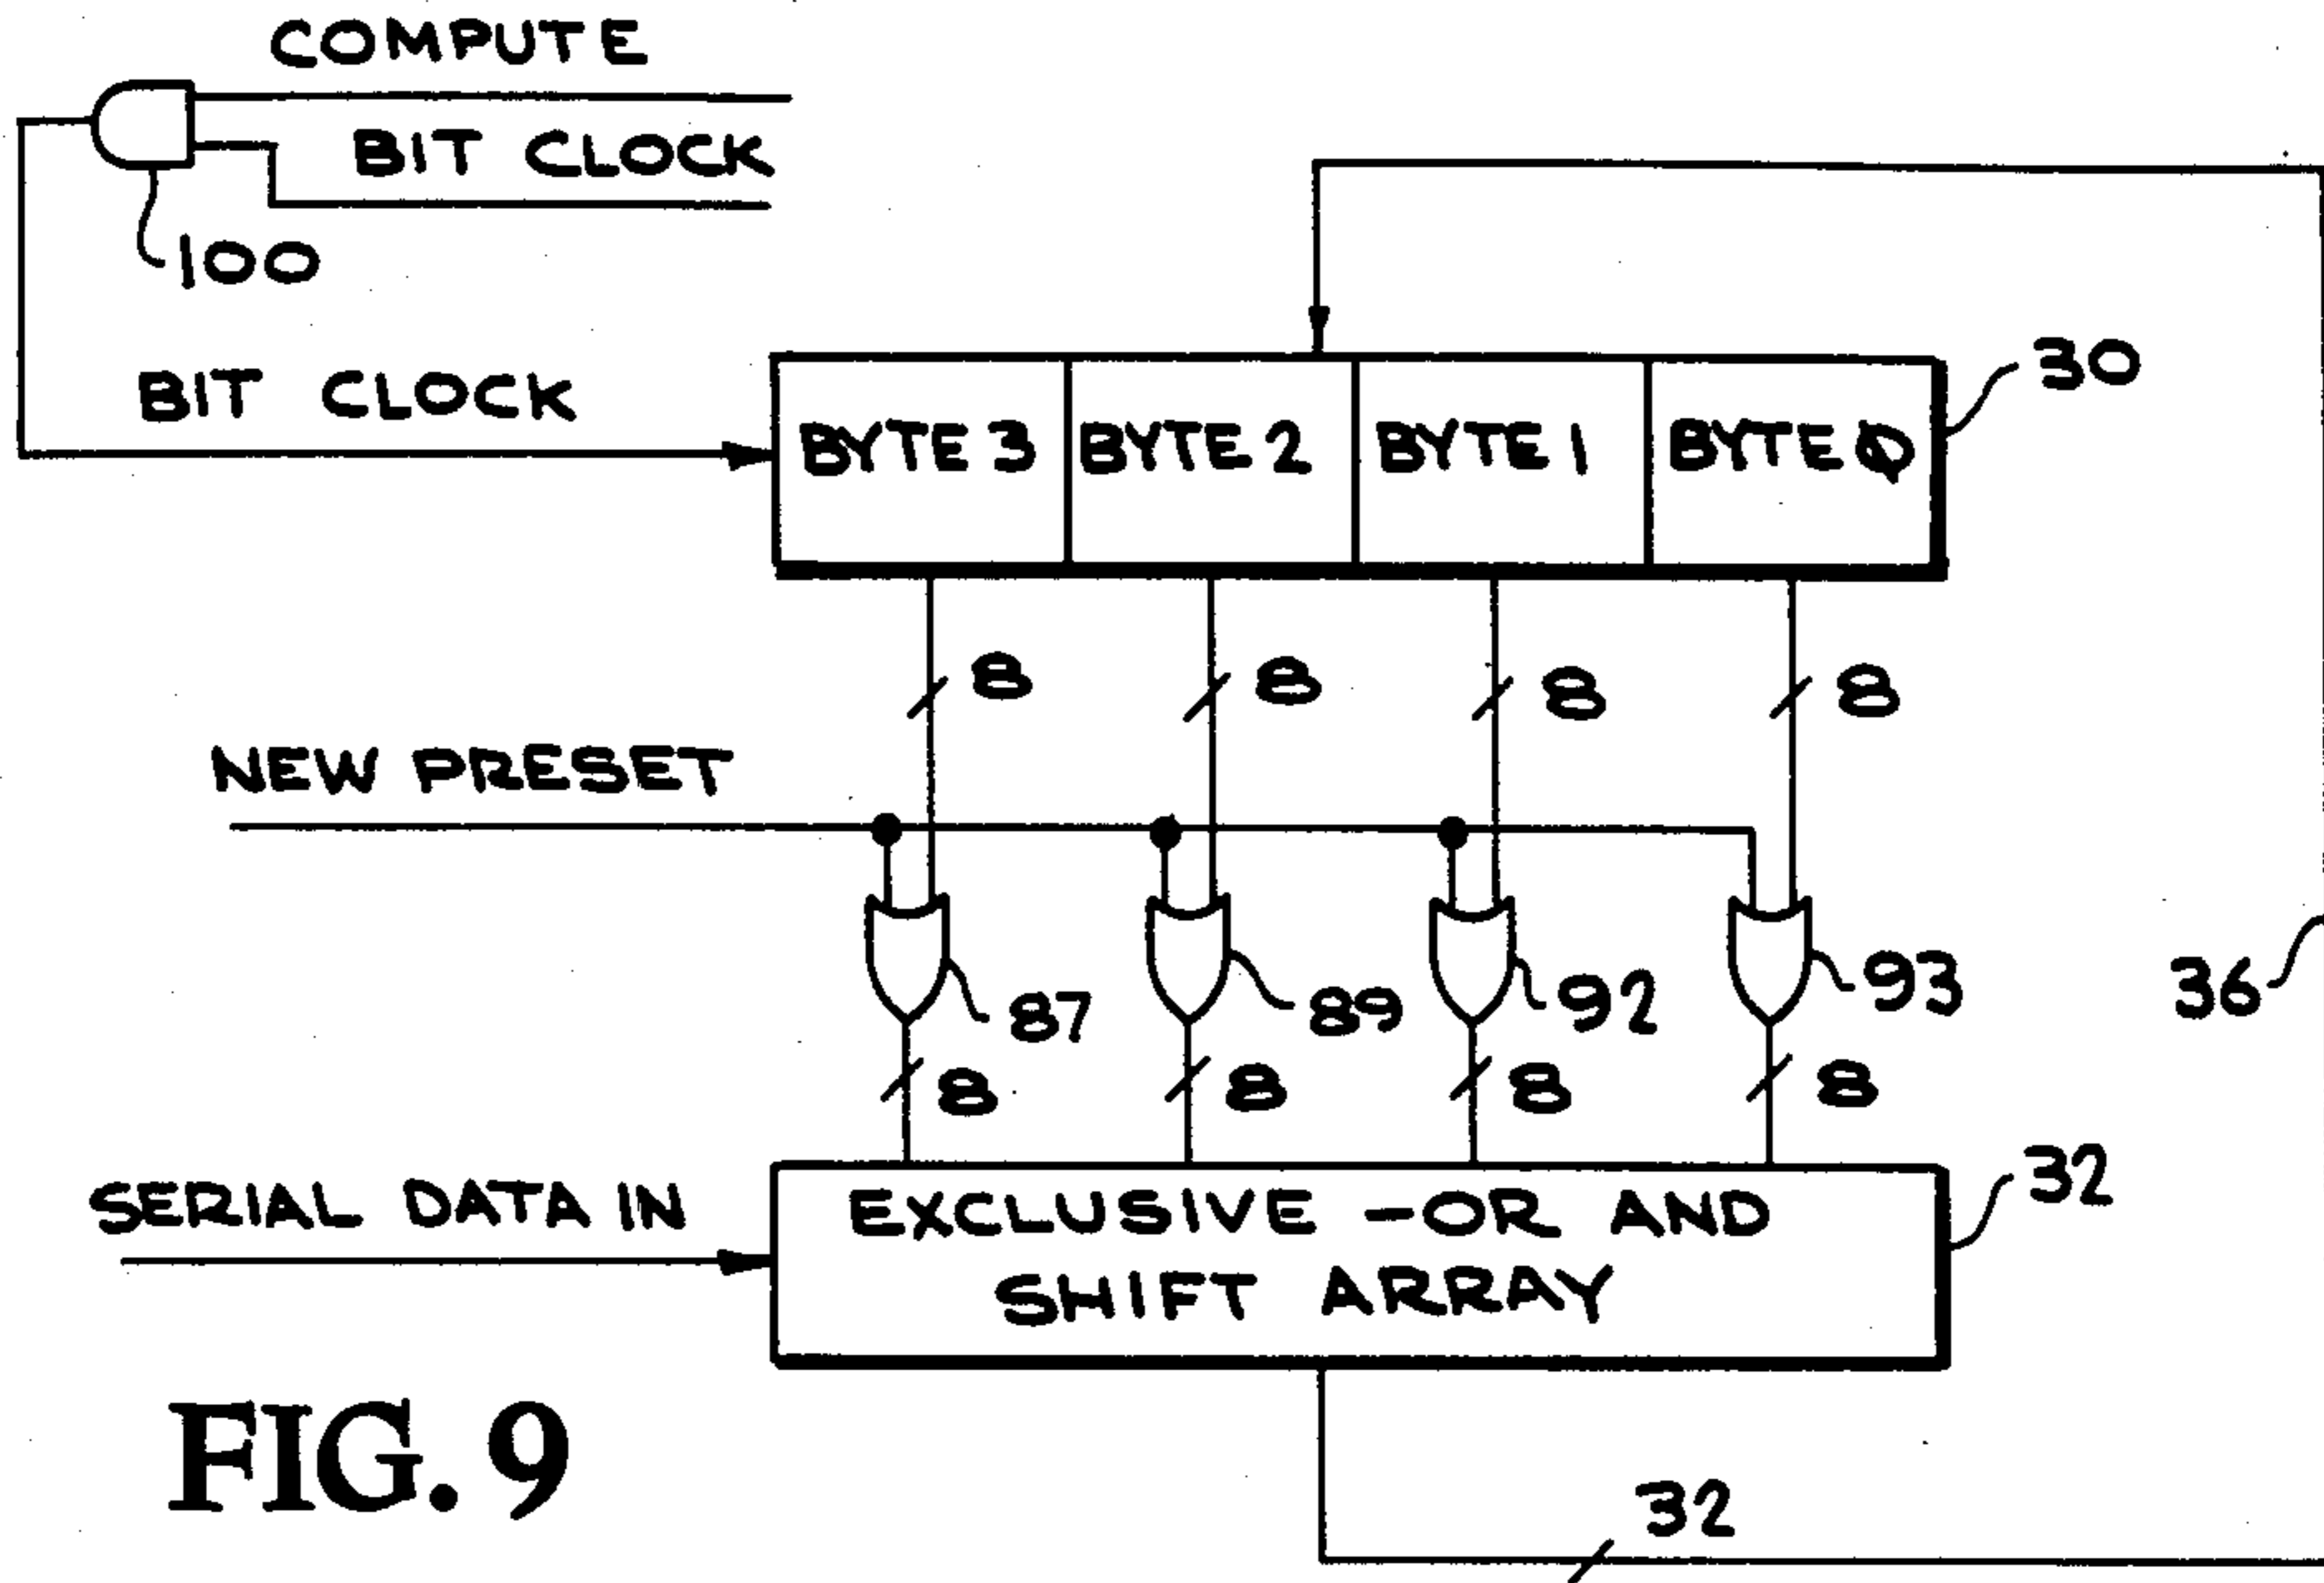 COMPUTE
BIT CLOCK
100
BIT CLOCK
30
BYTE 3 BYTE 2 BYTE 1 BYTE 0
8 8 8 8
NEW PRESET
87 89 92 93
36
8 8 8 8
SERIAL DATA IN
32
EXCLUSIVE -OR AND
SHIFT ARRAY
FIG. 9
32